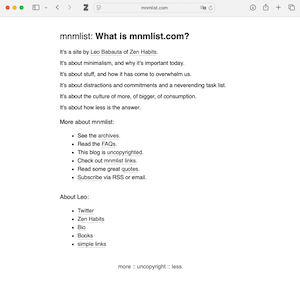 mnmlist.com
mnmlist: What is mnmlist.com?
It's a site by Leo Babauta of Zen Habits.
It's about minimalism, and why it's important today.
It's about stuff, and how it has come to overwhelm us.
It's about distractions and commitments and a neverending task list.
It's about the culture of more, of bigger, of consumption.
It's about how less is the answer.
More about mnmlist:
See the archives.
Read the FAQs.
This blog is uncopyrighted.
Check out mnmlist links.
Read some great quotes.
Subscribe via RSS or email.
About Leo:
Twitter
Zen Habits
Bio
Books
simple links
more :: uncopyright :: less